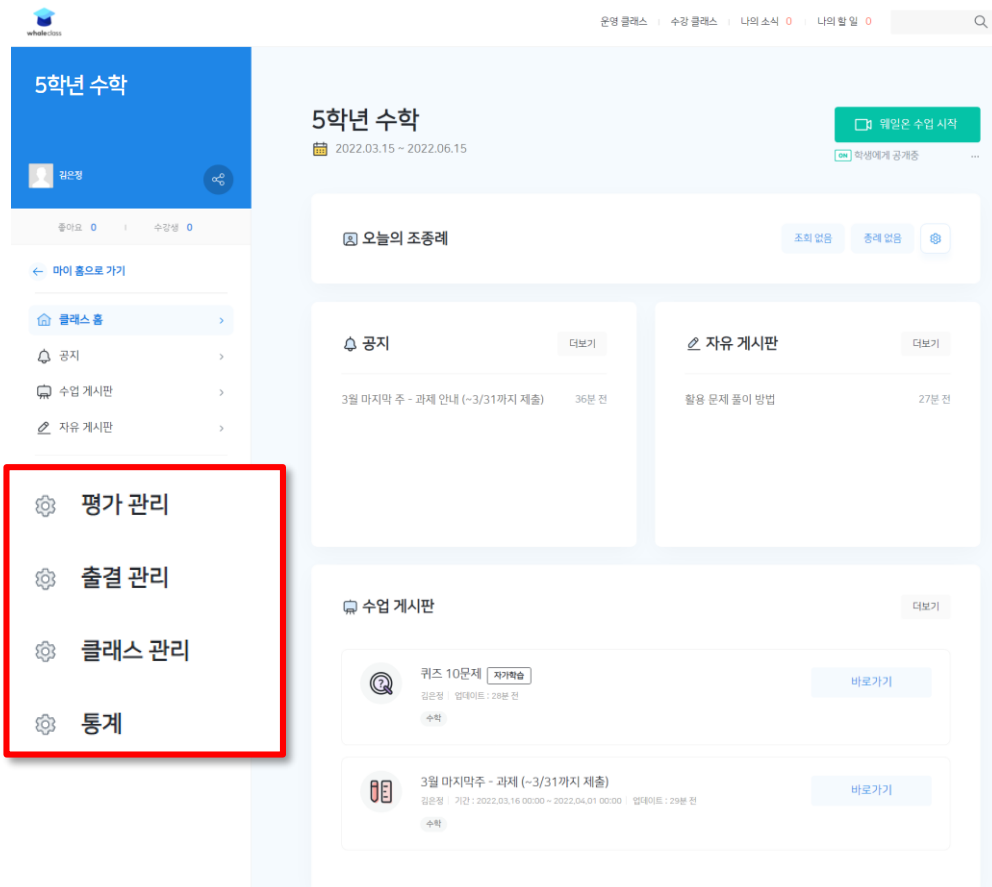 whaleclass
운영 클래스 수강 클래스 나의 소식 0 나의 할 일 0
5학년 수학
김은정
좋아요 0 수강생 0
← 마이 홈으로 가기
클래스 홈
공지
수업 게시판
자유 게시판
평가 관리
출결 관리
클래스 관리
통계
5학년 수학
2022.03.15 ~ 2022.06.15
웨일온 수업 시작
ON 학생에게 공개중 ...
오늘의 조종례
조회 없음 종례 없음
공지 더보기
3월 마지막 주 - 과제 안내 (~3/31까지 제출) 36분 전
자유 게시판 더보기
활용 문제 풀이 방법 27분 전
수업 게시판 더보기
퀴즈 10문제 자가학습
김은정 업데이트 : 28분 전
수학
바로가기
3월 마지막주 - 과제 (~3/31까지 제출)
김은정 기간 : 2022.03.16 00:00 ~ 2022.04.01 00:00 업데이트 : 29분 전
수학
바로가기